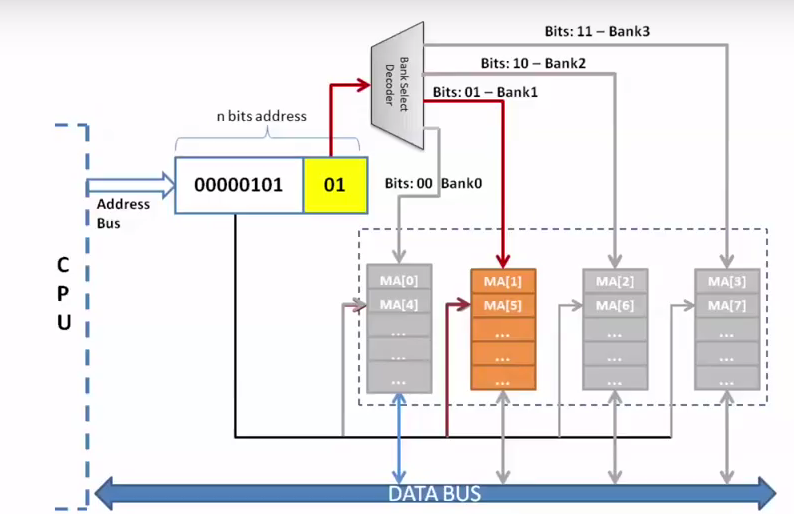 Bits: 11 – Bank3
Bits: 10 – Bank2
Bits: 01 – Bank1
Bank Select
Decoder
n bits address
00000101
01
Bits: 00
Bank0
Address
Bus
C
P
U
MA[0]
MA[1]
MA[2]
MA[3]
MA[4]
MA[5]
MA[6]
MA[7]
... ... ... ...
... ... ... ...
... ... ... ...
DATA BUS